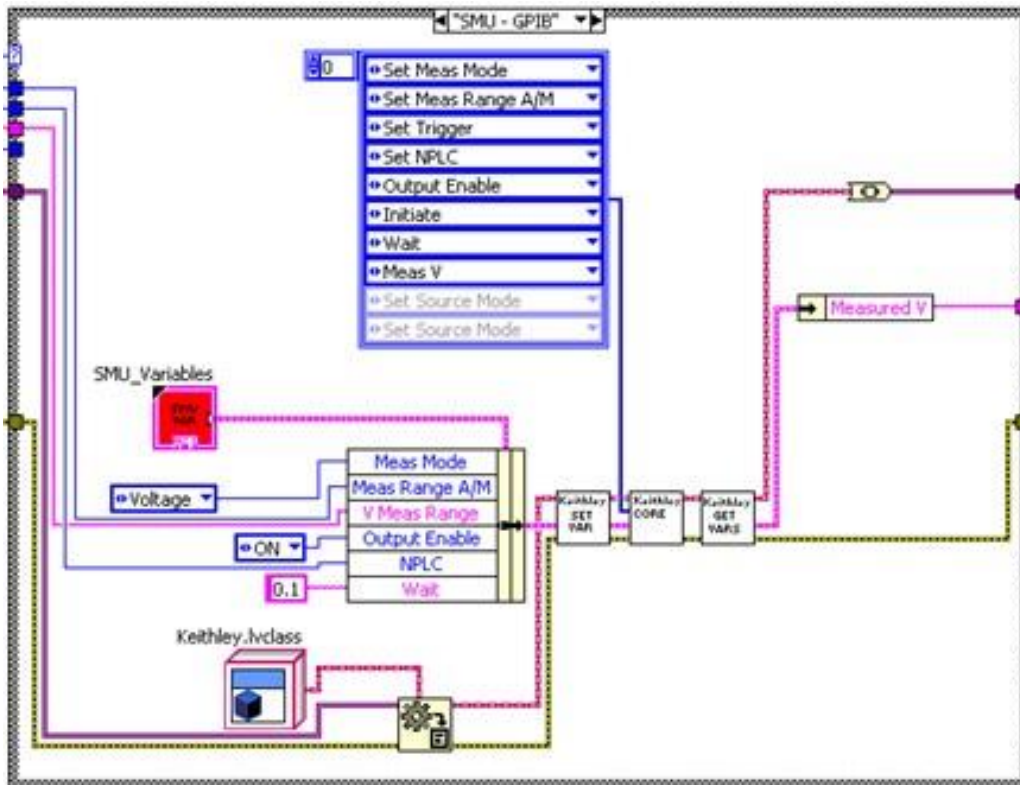 "SMU - GPIB"
0
Set Meas Mode
Set Meas Range A/M
Set Trigger
Set NPLC
Output Enable
Initiate
Wait
Meas V
Set Source Mode
Set Source Mode
Measured V
SMU_Variables
Meas Mode
Voltage
Meas Range A/M
V Meas Range
Output Enable
ON
NPLC
0.1
Wait
Keithley
SET
VAR
Keithley
CORE
Keithley
GET
VARS
Keithley.lvclass